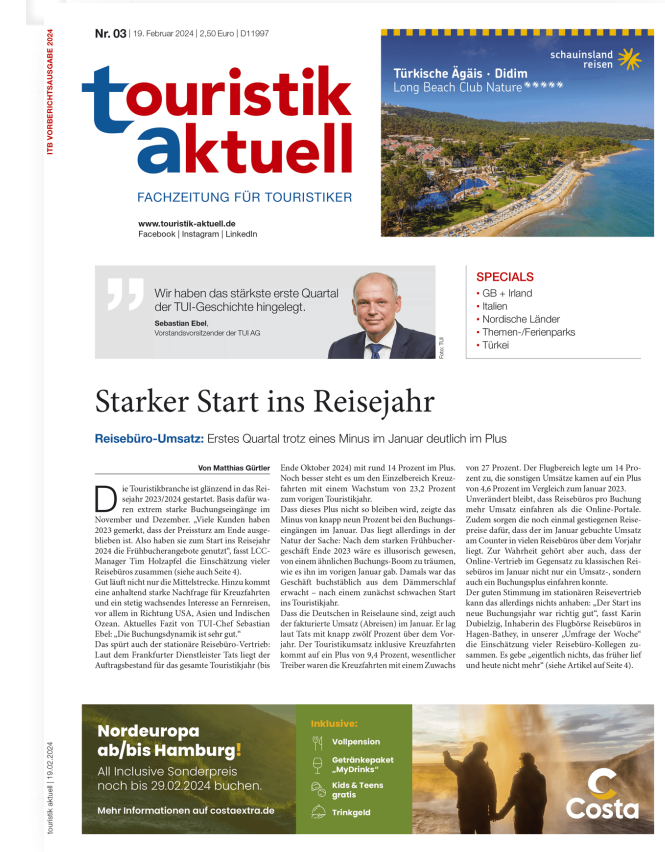 ITB VORBERICHTSAUSGABE 2024
Nr. 03 | 19. Februar 2024 | 2,50 Euro | D11997
touristik
aktuell
FACHZEITUNG FÜR TOURISTIKER
www.touristik-aktuell.de
Facebook | Instagram | LinkedIn
schauinsland
reisen
Türkische Ägäis · Didim
Long Beach Club Nature*****
Wir haben das stärkste erste Quartal
der TUI-Geschichte hingelegt.
Sebastian Ebel,
Vorstandsvorsitzender der TUI AG
Foto: TUI
SPECIALS
• GB + Irland
• Italien
• Nordische Länder
• Themen-/Ferienparks
• Türkei
Starker Start ins Reisejahr
Reisebüro-Umsatz: Erstes Quartal trotz eines Minus im Januar deutlich im Plus
Von Matthias Gürtler
Die Touristikbranche ist glänzend in das Rei-
sejahr 2023/2024 gestartet. Basis dafür wa-
ren extrem starke Buchungseingänge im
November und Dezember. „Viele Kunden haben
2023 gemerkt, dass der Preisturz am Ende ausge-
blieben ist. Also haben sie zum Start ins Reisejahr
2024 die Frühbucherangebote genutzt“, fasst LCC-
Manager Tim Holzapfel die Einschätzung vieler
Reisebüros zusammen (siehe auch Seite 4).
Gut läuft nicht nur die Mittelstrecke. Hinzu kommt
eine anhaltend starke Nachfrage für Kreuzfahrten
und ein stetig wachsendes Interesse an Fernreisen,
vor allem in Richtung USA, Asien und Indischen
Ozean. Aktuelles Fazit von TUI-Chef Sebastian
Ebel: „Die Buchungsdynamik ist sehr gut.“
Das spürt auch der stationäre Reisebüro-Vertrieb:
Laut dem Frankfurter Dienstleister Tats liegt der
Auftragsbestand für das gesamte Touristikjahr (bis
Ende Oktober 2024) mit rund 14 Prozent im Plus.
Noch besser steht es um den Einzelbereich Kreuz-
fahrten mit einem Wachstum von 23,2 Prozent
zum vorigen Touristikjahr.
Dass dieses Plus nicht so bleiben wird, zeigte das
Minus von knapp neun Prozent bei den Buchungs-
eingängen im Januar. Das liegt allerdings in der
Natur der Sache: Nach dem starken Frühbucher-
geschäft Ende 2023 wäre es illusorisch gewesen,
von einem ähnlichen Buchungs-Boom zu träumen,
wie es ihn im vorigen Januar gab. Damals war das
Geschäft buchstäblich aus dem Dämmerschlaf
erwacht – nach einem zunächst schwachen Start
ins Touristikjahr.
Dass die Deutschen in Reiselaune sind, zeigt auch
der fakturierte Umsatz (Abreisen) im Januar. Er lag
laut Tats mit knapp zwölf Prozent über dem Vor-
jahr. Der Touristikumsatz inklusive Kreuzfahrten
kommt auf ein Plus von 9,4 Prozent, wesentlicher
Treiber waren die Kreuzfahrten mit einem Zuwachs
von 27 Prozent. Der Flugbereich legte um 14 Pro-
zent zu, die sonstigen Umsätze kamen auf ein Plus
von 4,6 Prozent im Vergleich zum Januar 2023.
Unverändert bleibt, dass Reisebüros pro Buchung
mehr Umsatz einfahren als die Online-Portale.
Zudem sorgen die noch einmal gestiegenen Reise-
preise dafür, dass der im Januar gebuchte Umsatz
am Counter in vielen Reisebüros über dem Vorjahr
liegt. Zur Wahrheit gehört aber auch, dass der
Online-Vertrieb im Gegensatz zu klassischen Rei-
sebüros im Januar nicht nur ein Umsatz-, sondern
auch ein Buchungsplus einfahren konnte.
Der guten Stimmung im stationären Reisevertrieb
kann das allerdings nichts anhaben: „Der Start ins
neue Buchungsjahr war richtig gut“, fasst Karin
Dubielzig, Inhaberin des Flugbörse Reisebüros in
Hagen-Bathey, in unserer „Umfrage der Woche“
die Einschätzung vieler Reisebüro-Kollegen zu-
sammen. Es gebe „eigentlich nichts, das früher lief
und heute nicht mehr“ (siehe Artikel auf Seite 4).
touristik aktuell | 19.02.2024
Nordeuropa
ab/bis Hamburg!
All Inclusive Sonderpreis
noch bis 29.02.2024 buchen.
Mehr Informationen auf costaextra.de
Inklusive:
Vollpension
Getränkepaket
„MyDrinks“
Kids & Teens
gratis
Trinkgeld
Costa